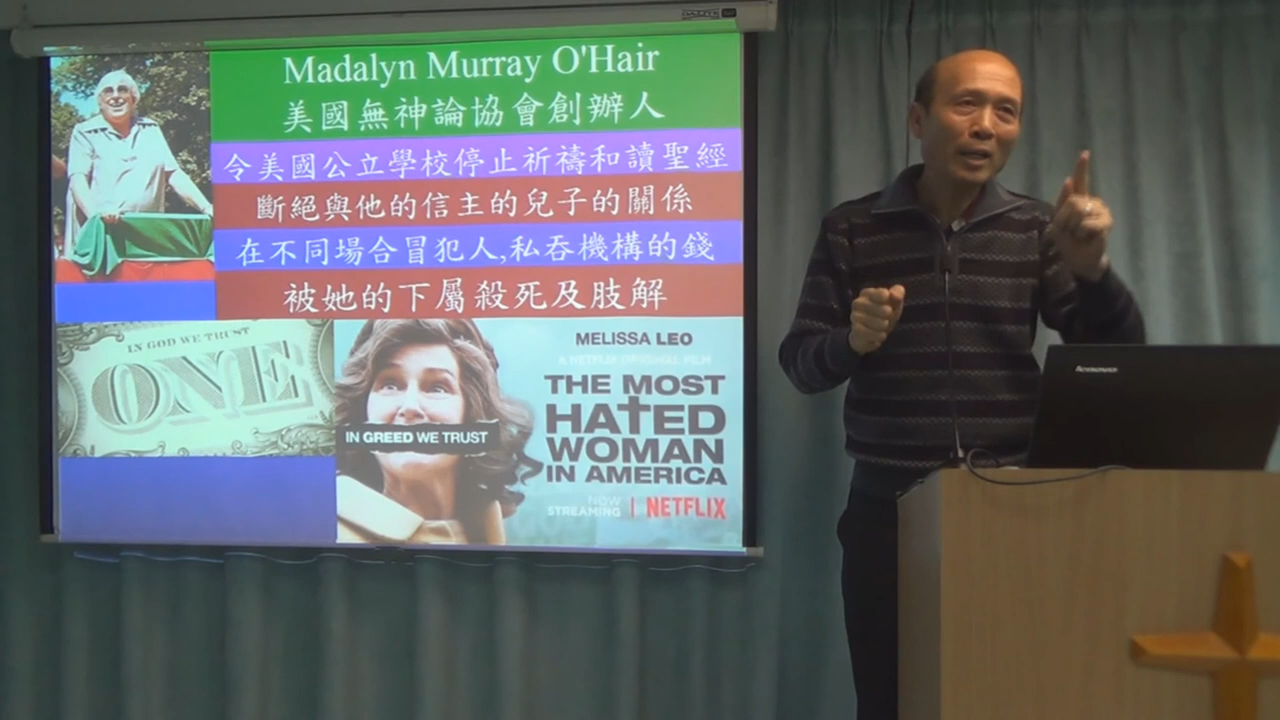 Madalyn Murray O'Hair
美國無神論協會創辦人
令美國公立學校停止祈禱和讀聖經
斷絕與他的信主的兒子的關係
在不同場合冒犯人,私吞機構的錢
被她的下屬殺死及肢解
IN GOD WE TRUST
ONE
MELISSA LEO
A NETFLIX ORIGINAL FILM
THE MOST
HATED
WOMAN
IN AMERICA
IN GREED WE TRUST
NOW
STREAMING
NETFLIX
Lenovo